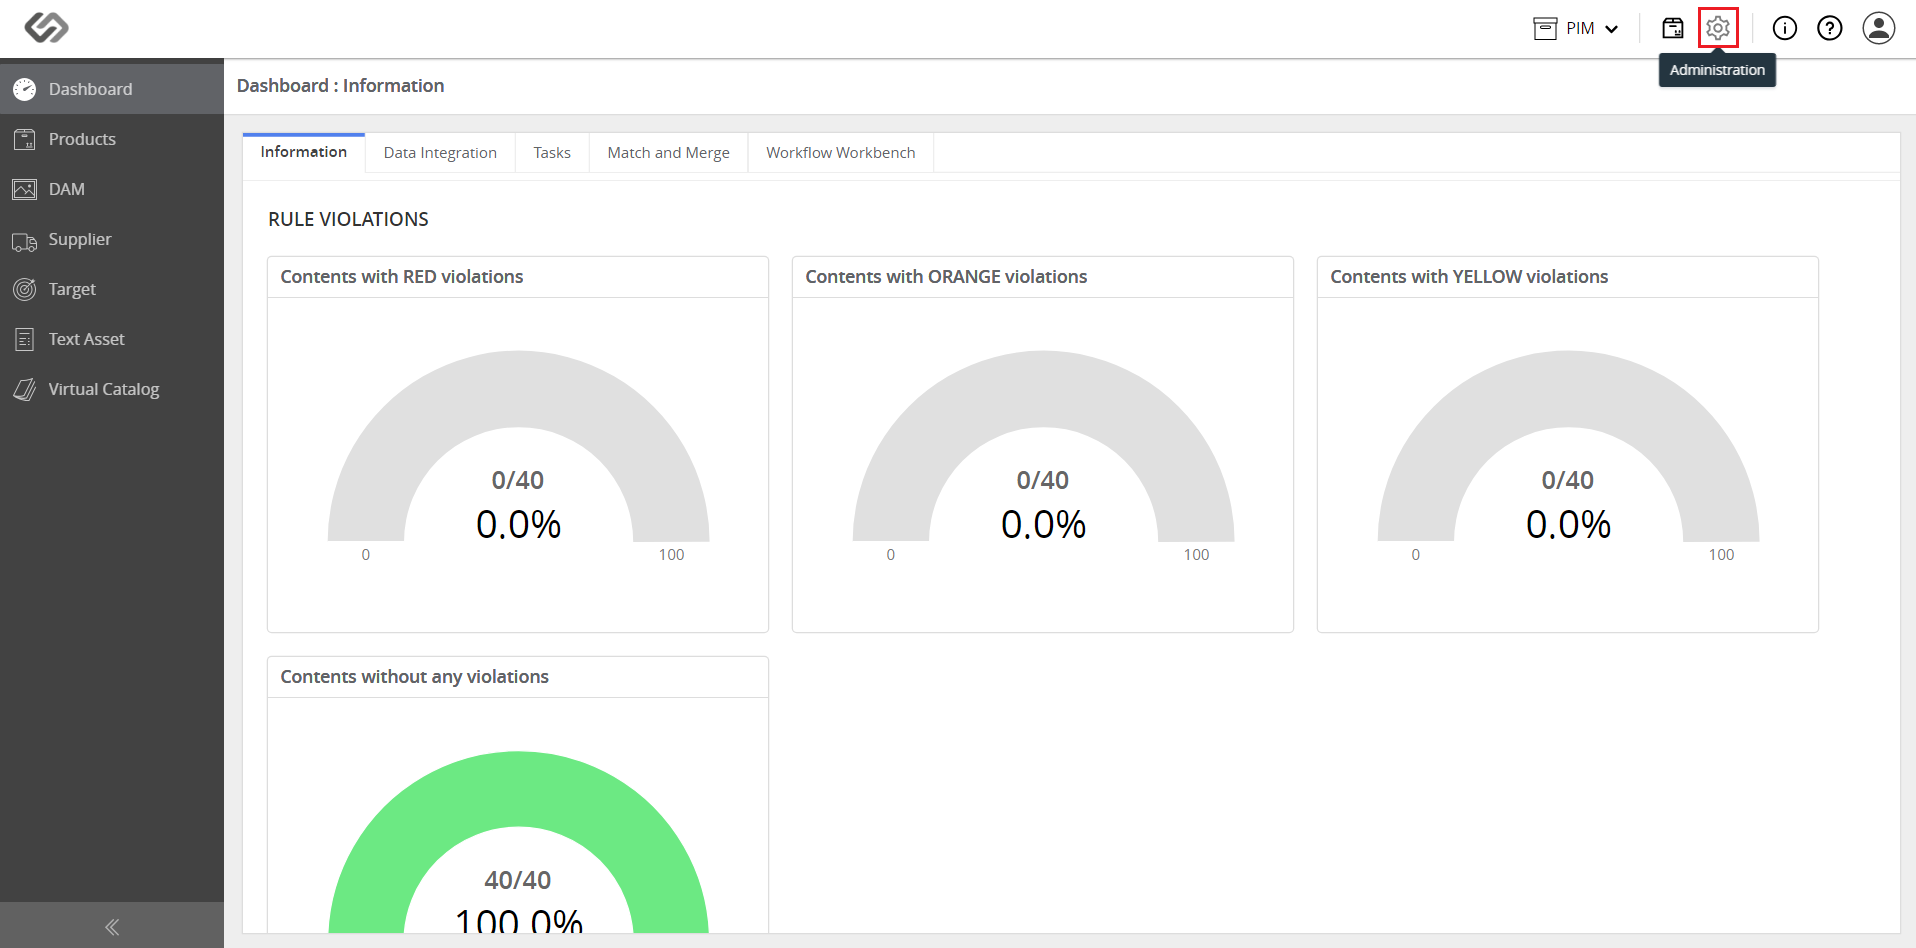 PIM
Administration
Dashboard
Products
DAM
Supplier
Target
Text Asset
Virtual Catalog
Dashboard : Information
Information Data Integration Tasks Match and Merge Workflow Workbench
RULE VIOLATIONS
Contents with RED violations
0/40
0.0%
0 100
Contents with ORANGE violations
0/40
0.0%
0 100
Contents with YELLOW violations
0/40
0.0%
0 100
Contents without any violations
40/40
100.0%